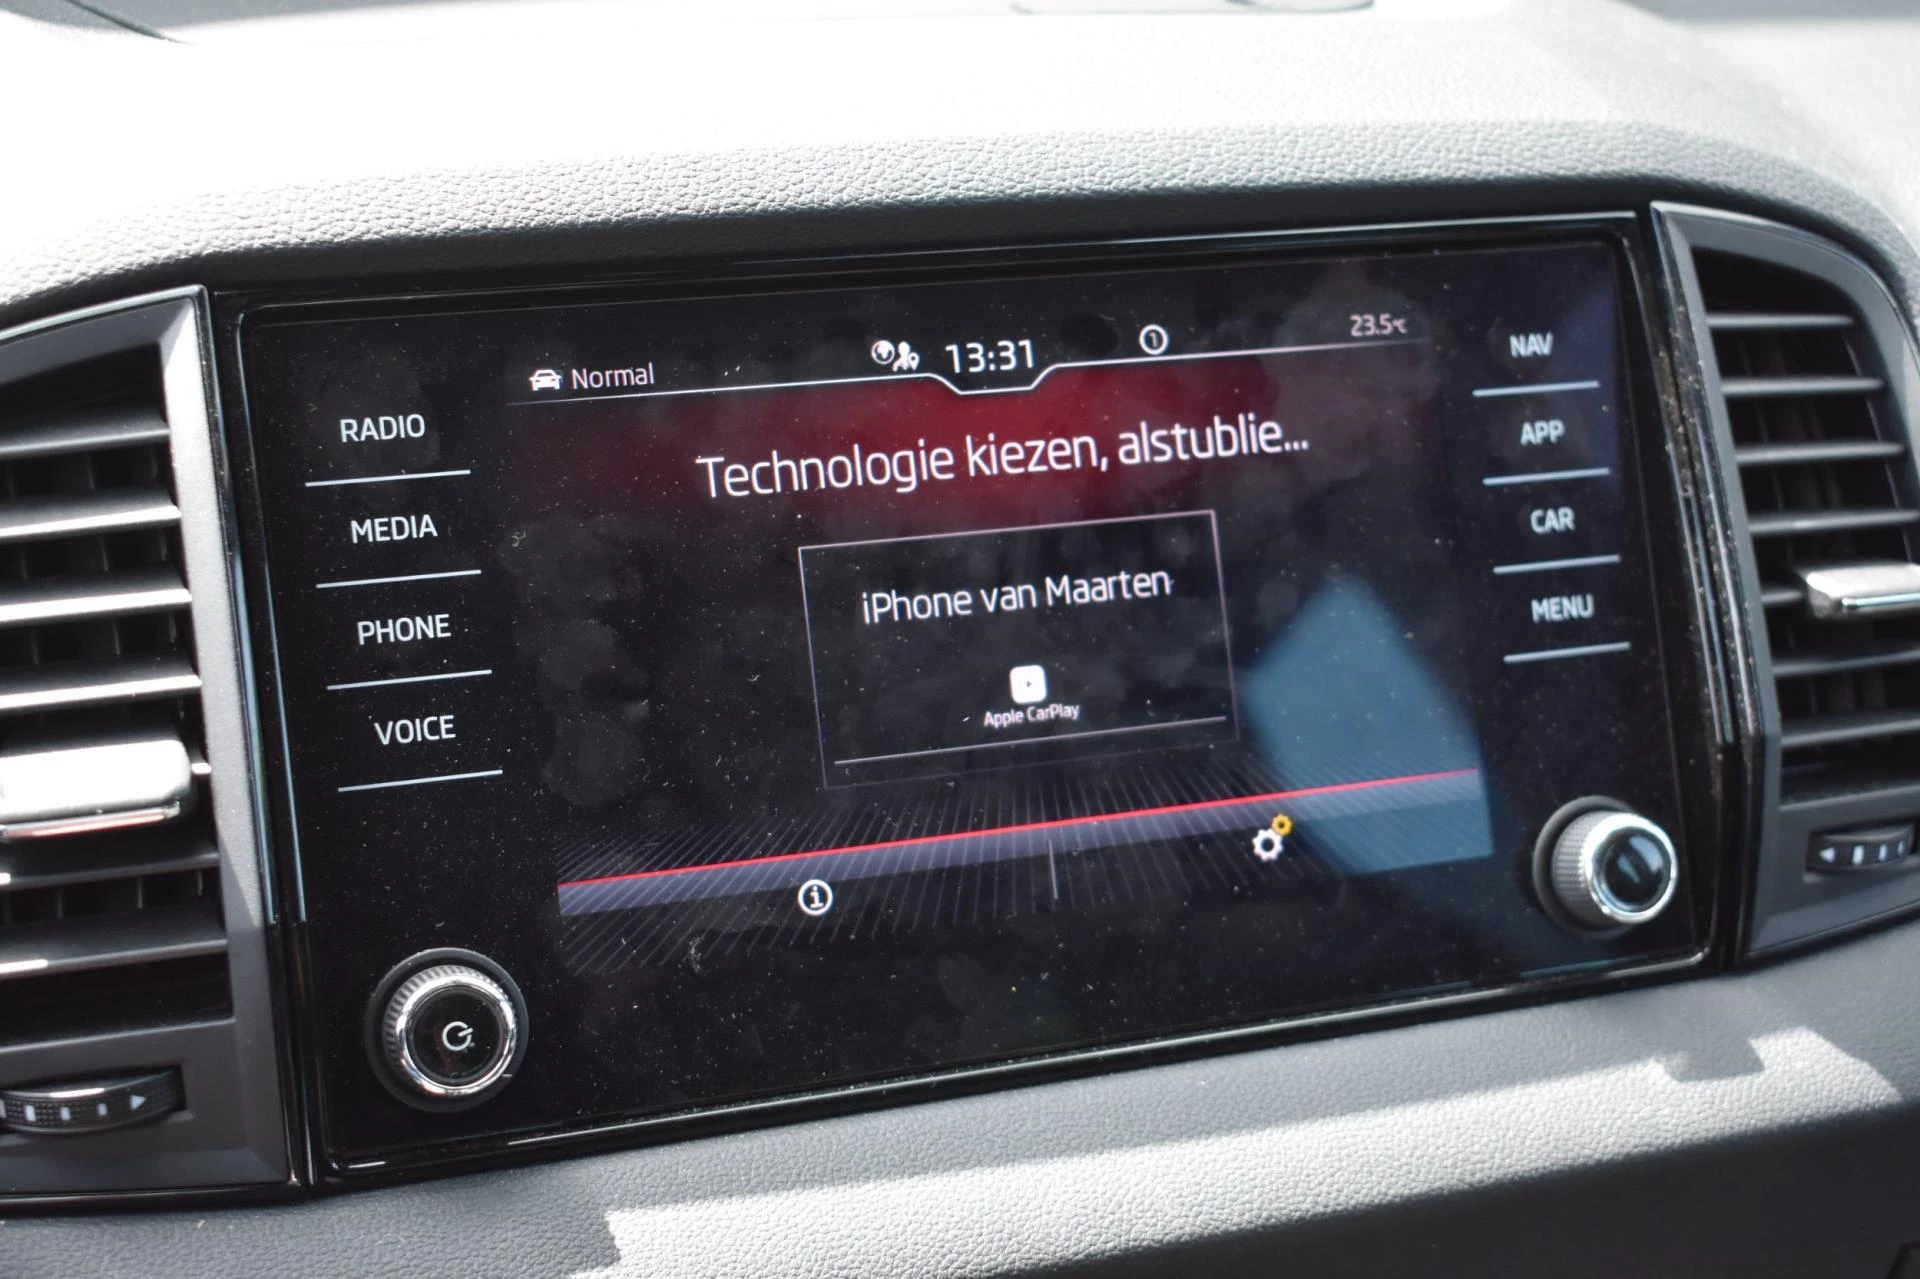 Normal 13:31 1 23.5°C
Technologie kiezen, alstublie...
iPhone van Maarten
Apple CarPlay
i
RADIO
MEDIA
PHONE
VOICE
NAV
APP
CAR
MENU